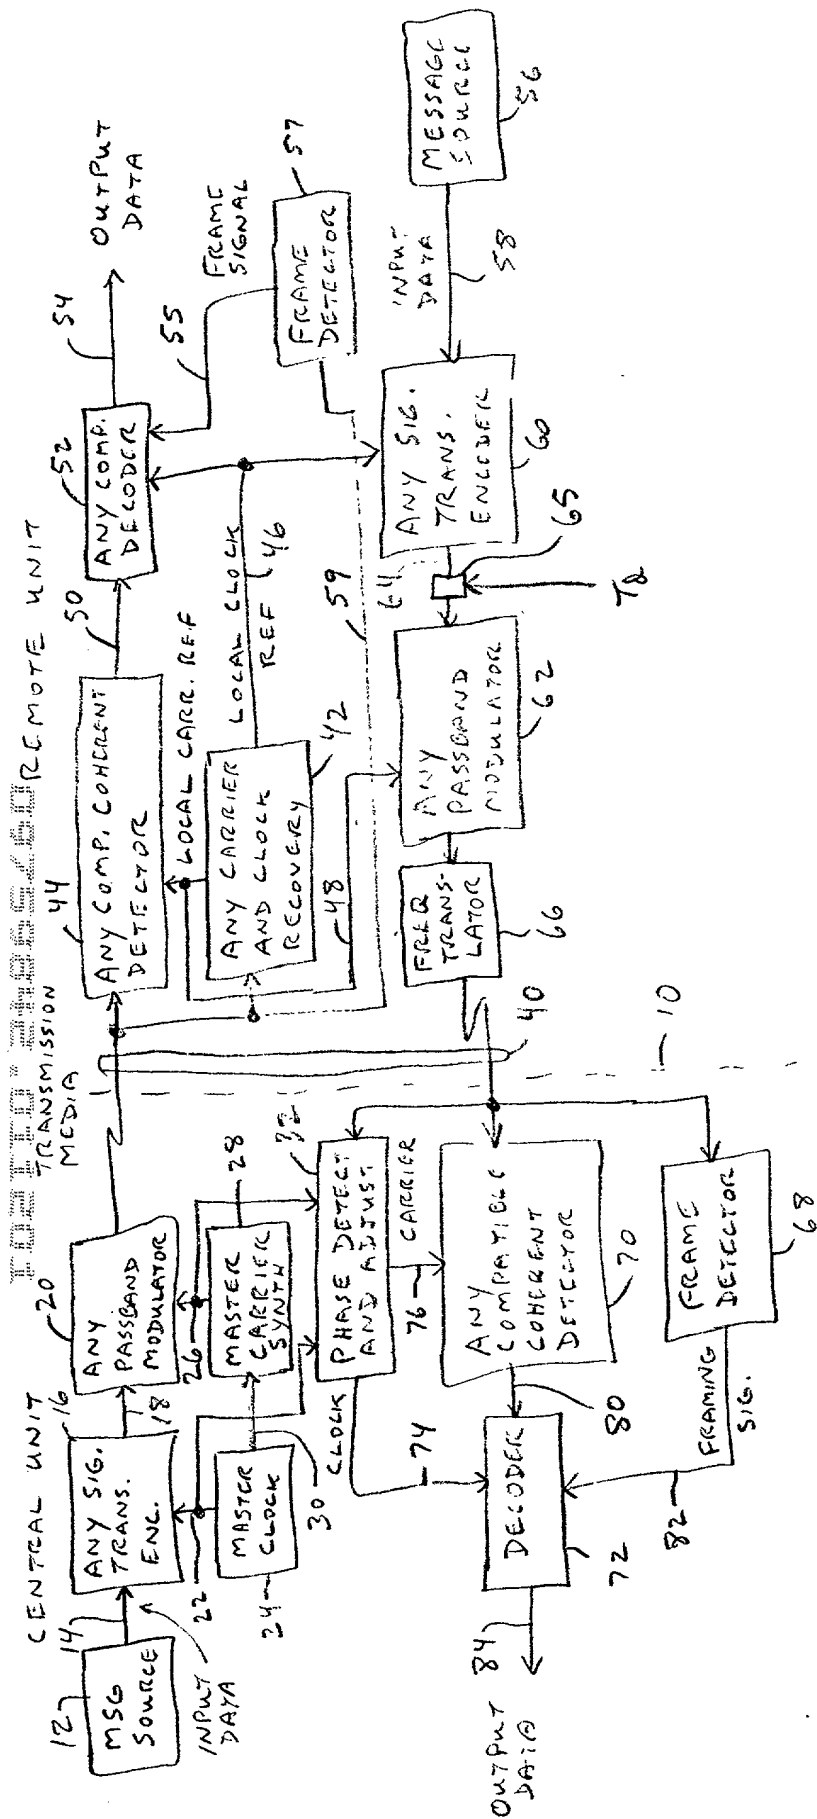 CENTRAL UNIT
TRANSMISSION
MEDIA
REMOTE UNIT
12
MSG
SOURCE
14
INPUT
DATA
16
ANY SIG.
TRANS.
ENC.
18
20
ANY
PASSBAND
MODULATOR
22
24
MASTER
CLOCK
26
28
MASTER
CARRIER
SYNTH
30
32
PHASE DETECT
AND ADJUST
CLOCK
74
CARRIER
76
ANY
COMPATIBLE
COHERENT
DETECTOR
70
80
DECODER
72
84
OUTPUT
DATA
FRAME
DETECTOR
68
FRAMING
SIG.
82
10
40
44
ANY COMP. COHERENT
DETECTOR
50
52
ANY COMP.
DECODER
54
OUTPUT
DATA
LOCAL CARR. REF
ANY CARRIER
AND CLOCK
RECOVERY
42
48
LOCAL CLOCK
REF
46
55
FRAME
SIGNAL
FRAME
DETECTOR
57
59
MESSAGE
SOURCE
56
INPUT
DATA
58
ANY SIG.
TRANS.
ENCODER
60
64
65
Td
ANY
PASSBAND
MODULATOR
62
FREQ
TRANS-
LATOR
66